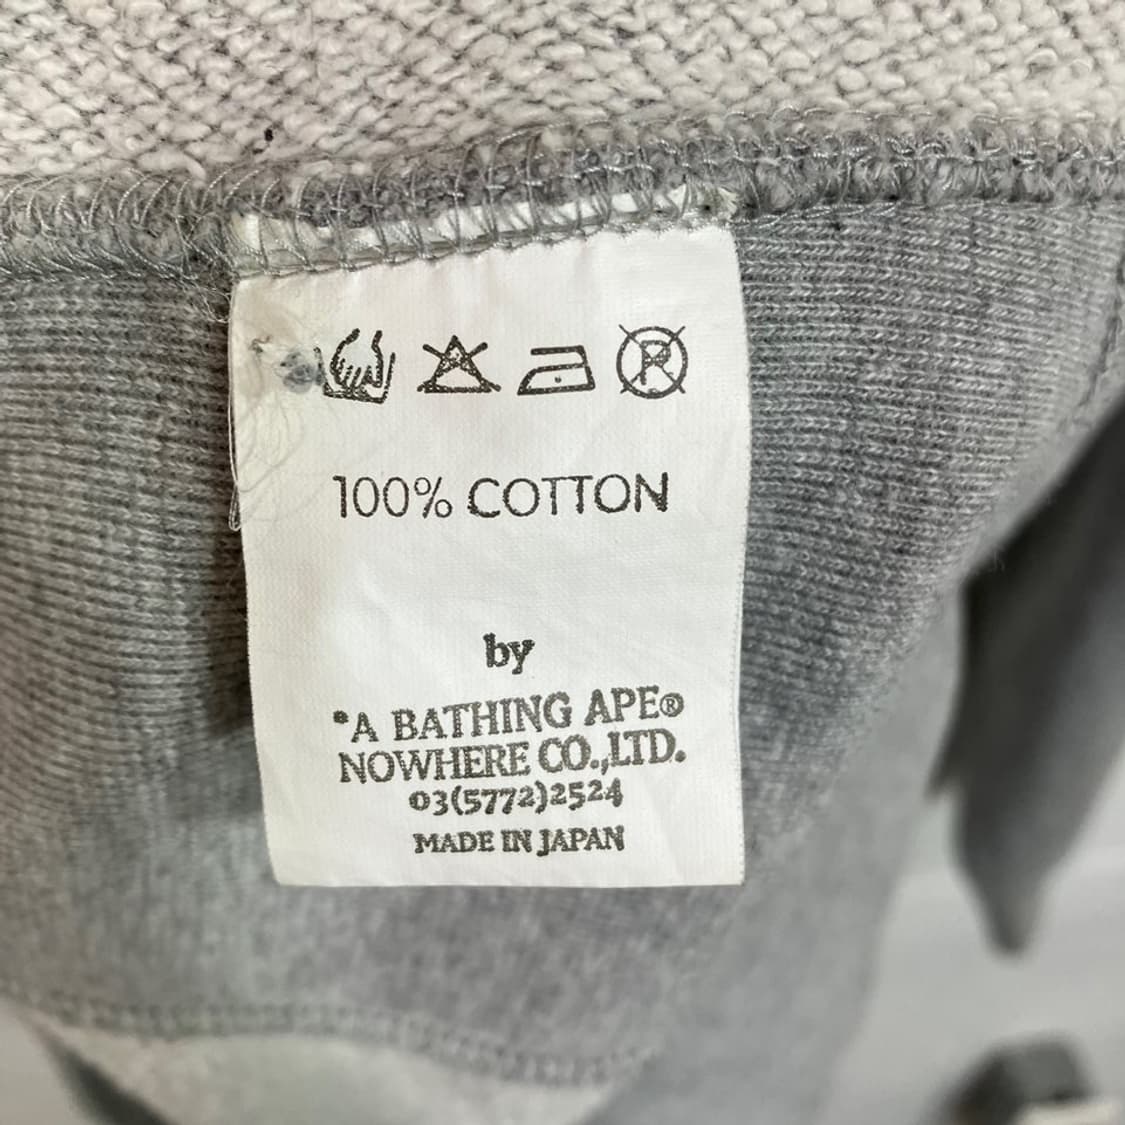 P
100% COTTON
by
*A BATHING APE®
NOWHERE CO.,LTD.
03(5772)2524
MADE IN JAPAN